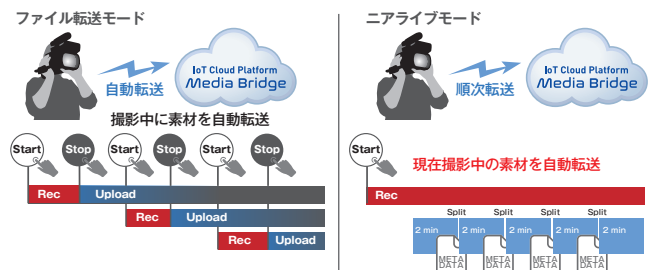 ファイル転送モード
IoT Cloud Platform
Media Bridge
自動転送
撮影中に素材を自動転送
Start Stop Start Stop Start Stop
Rec Upload
Rec Upload
Rec Upload
ニアライブモード
IoT Cloud Platform
Media Bridge
順次転送
Start
現在撮影中の素材を自動転送
Rec
Split Split Split Split
2 min 2 min 2 min 2 min 2 min
META DATA META DATA META DATA META DATA